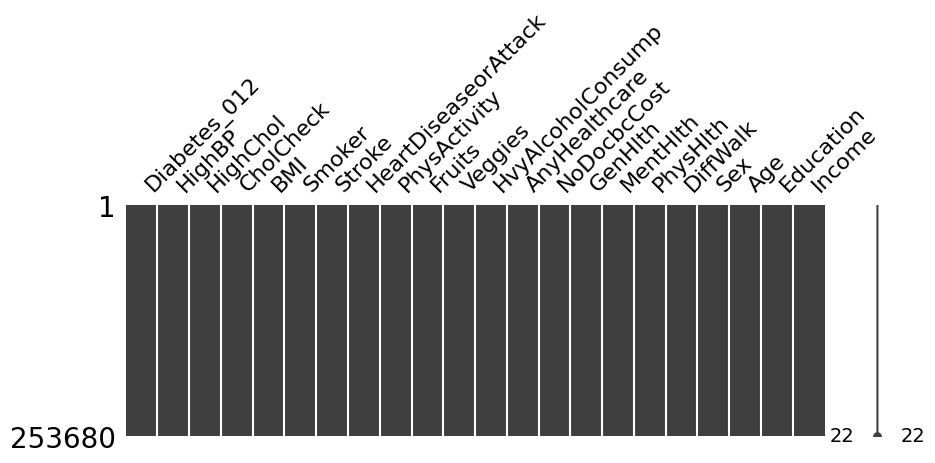 Diabetes_012
HighBP
HighChol
CholCheck
BMI
Smoker
Stroke
HeartDiseaseorAttack
PhysActivity
Fruits
Veggies
HvyAlcoholConsump
AnyHealthcare
NoDocbcCost
GenHlth
MentHlth
PhysHlth
DiffWalk
Sex
Age
Education
Income
1
253680
22
22